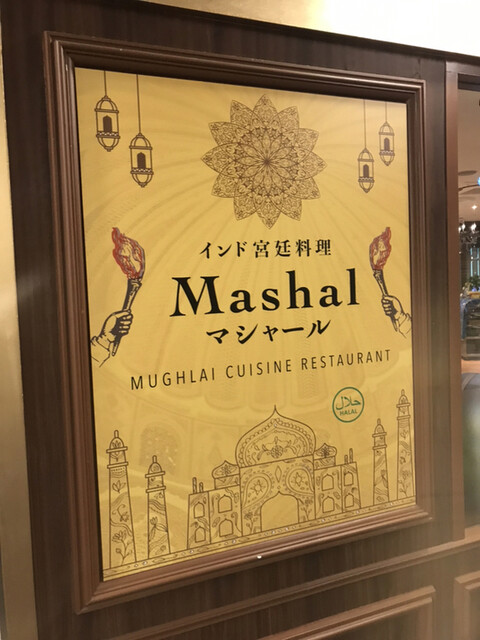 インド宮廷料理
Mashal
マシャール
MUGHLAI CUISINE RESTAURANT
حلال
HALAL